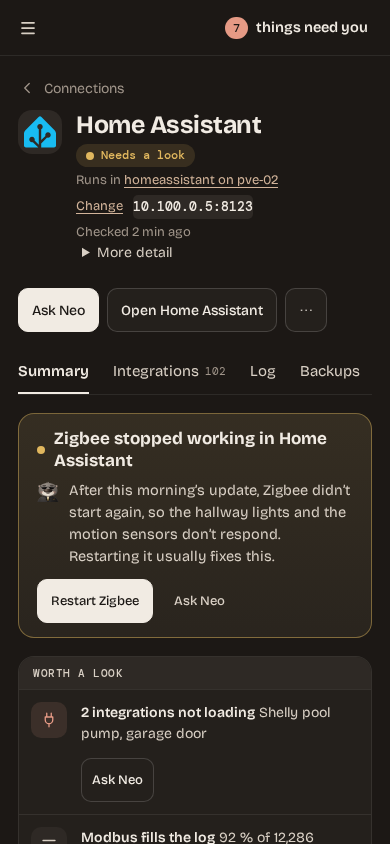 7 things need you
Connections
Home Assistant
Needs a look
Runs in homeassistant on pve-02
Change 10.100.0.5:8123
Checked 2 min ago
More detail
Ask Neo
Open Home Assistant
...
Summary
Integrations 102
Log
Backups
Zigbee stopped working in Home
Assistant
After this morning's update, Zigbee didn't
start again, so the hallway lights and the
motion sensors don't respond.
Restarting it usually fixes this.
Restart Zigbee
Ask Neo
WORTH A LOOK
2 integrations not loading Shelly pool
pump, garage door
Ask Neo
Modbus fills the log 92 % of 12,286